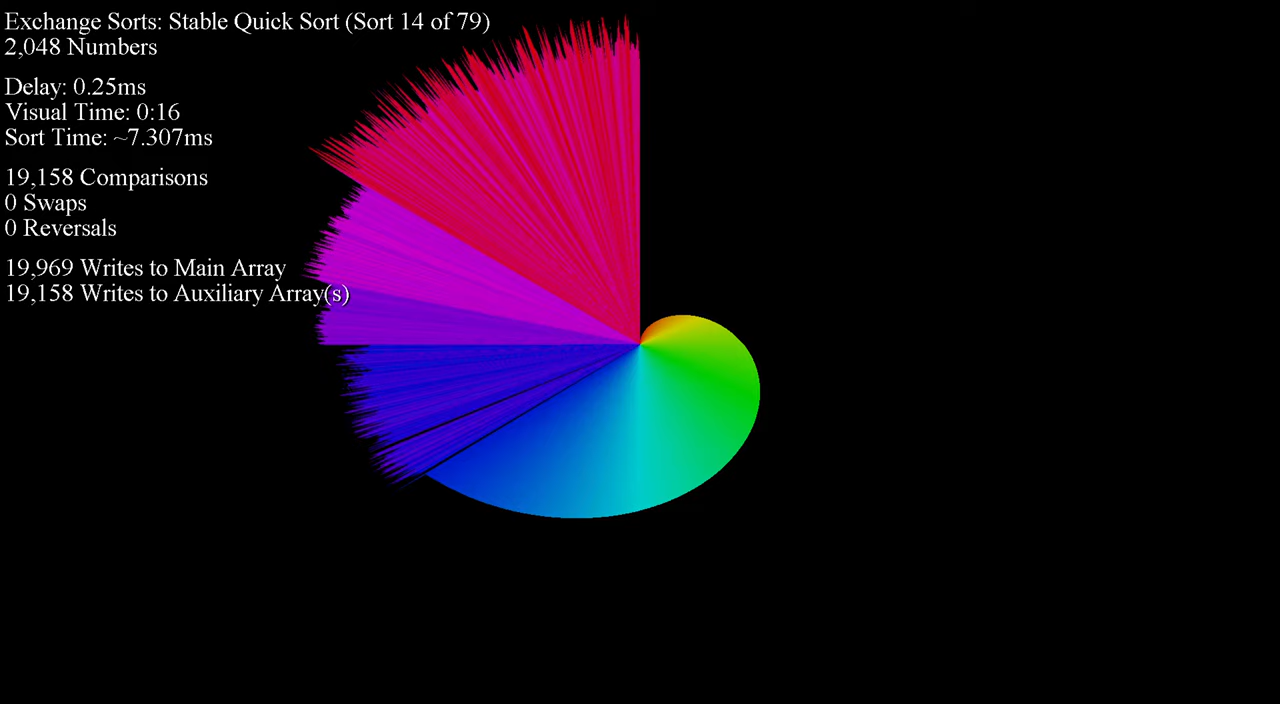 Exchange Sorts: Stable Quick Sort (Sort 14 of 79)
2,048 Numbers
Delay: 0.25ms
Visual Time: 0:16
Sort Time: ~7.307ms
19,158 Comparisons
0 Swaps
0 Reversals
19,969 Writes to Main Array
19,158 Writes to Auxiliary Array(s)